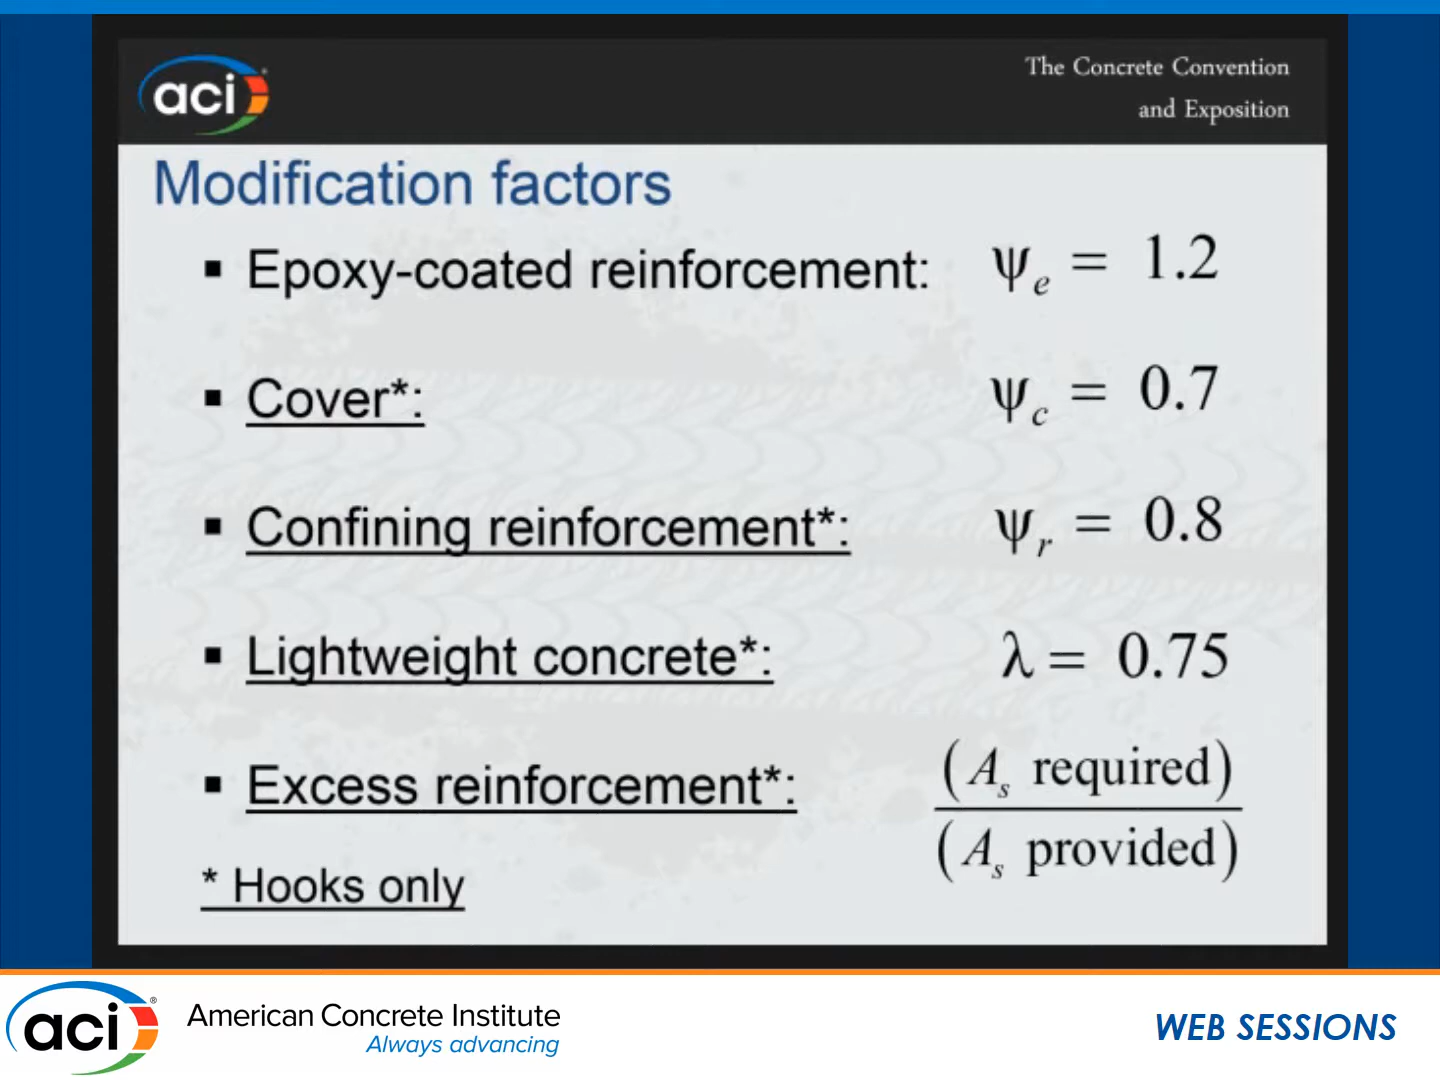 aci
The Concrete Convention
and Exposition
Modification factors
▪ Epoxy-coated reinforcement: ψe = 1.2
▪ Cover*: ψc = 0.7
▪ Confining reinforcement*: ψr = 0.8
▪ Lightweight concrete*: λ = 0.75
▪ Excess reinforcement*: (As required)
(As provided)
* Hooks only
aci®
American Concrete Institute
Always advancing
WEB SESSIONS